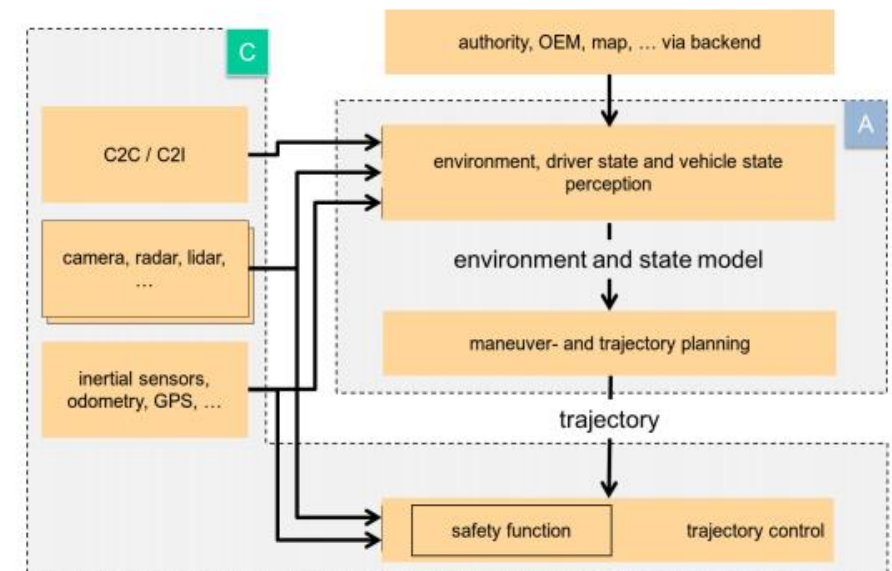 C
authority, OEM, map, … via backend
A
C2C / C2I
environment, driver state and vehicle state
perception
camera, radar, lidar,
…
environment and state model
maneuver- and trajectory planning
inertial sensors,
odometry, GPS, …
trajectory
safety function
trajectory control